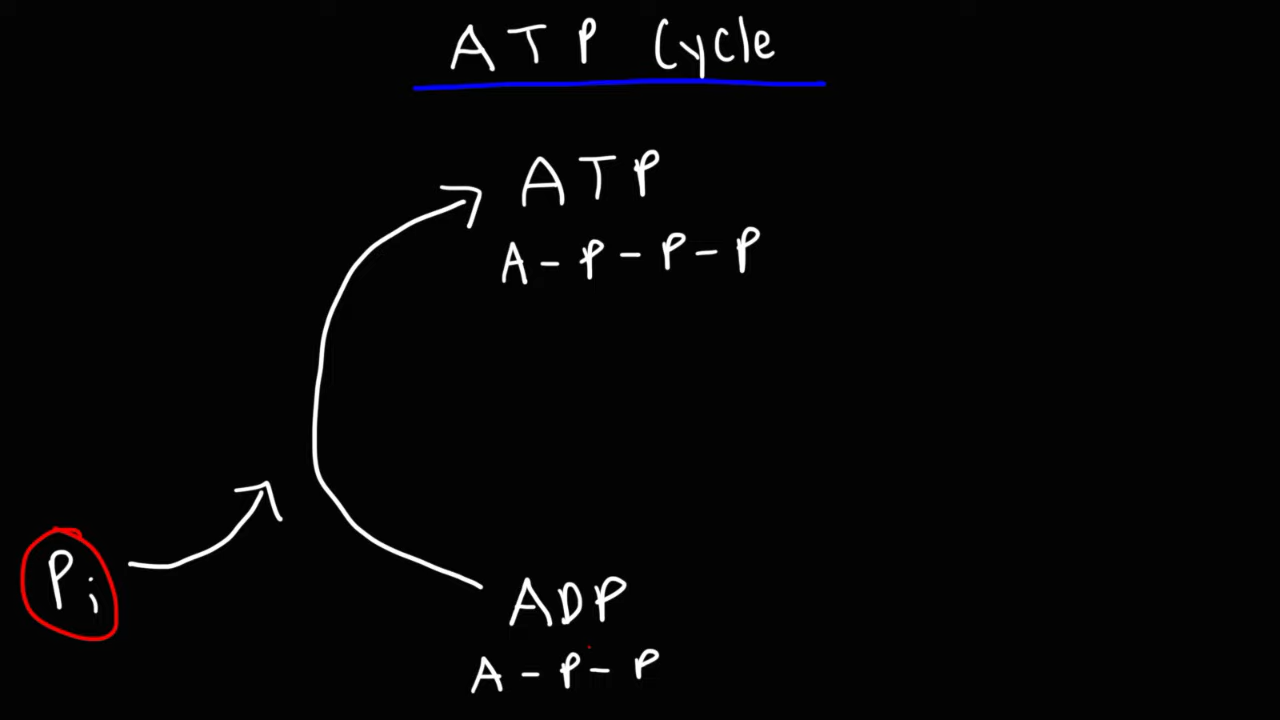 ATP Cycle
ATP
A - P - P - P
Pi
ADP
A - P - P